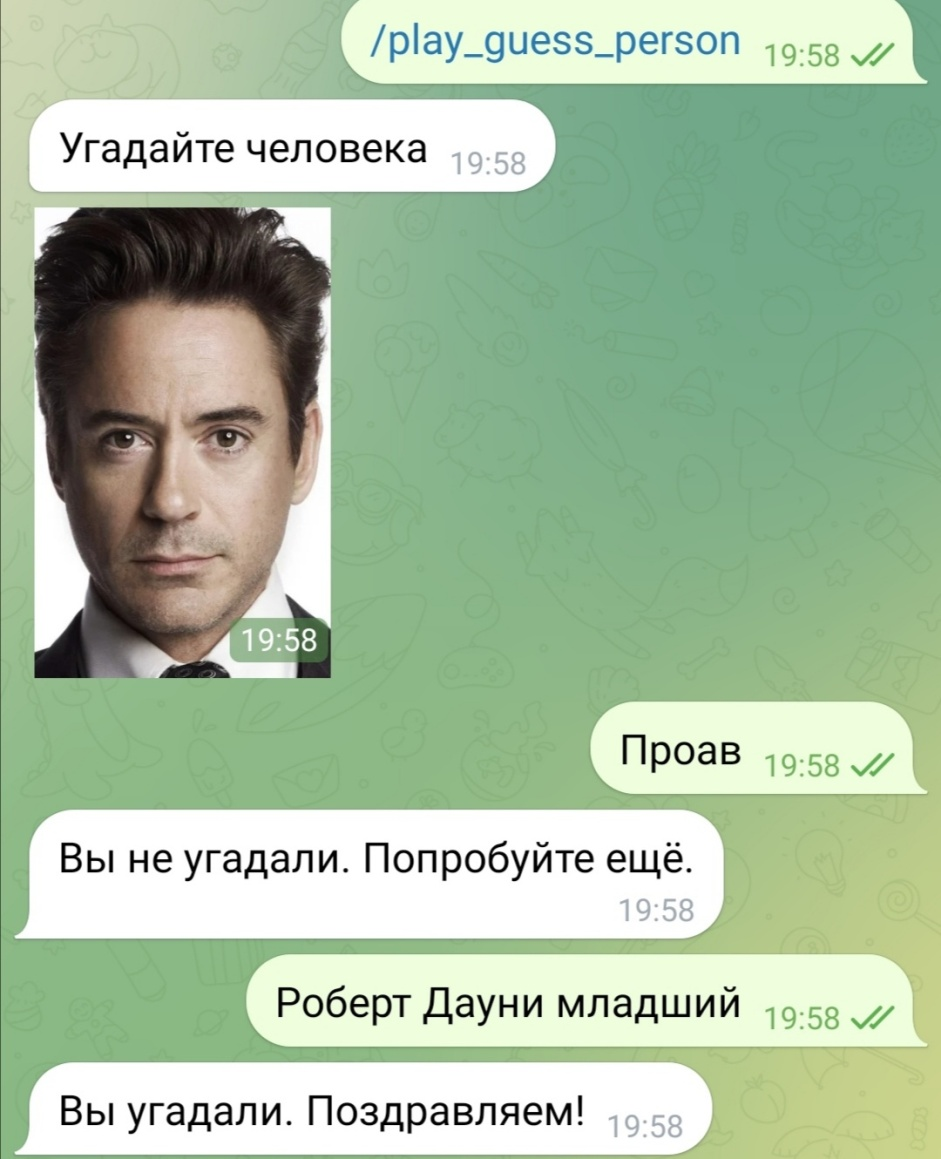 /play_guess_person 19:58
Угадайте человека 19:58
19:58
Проав 19:58
Вы не угадали. Попробуйте ещё.
19:58
Роберт Дауни младший 19:58
Вы угадали. Поздравляем! 19:58